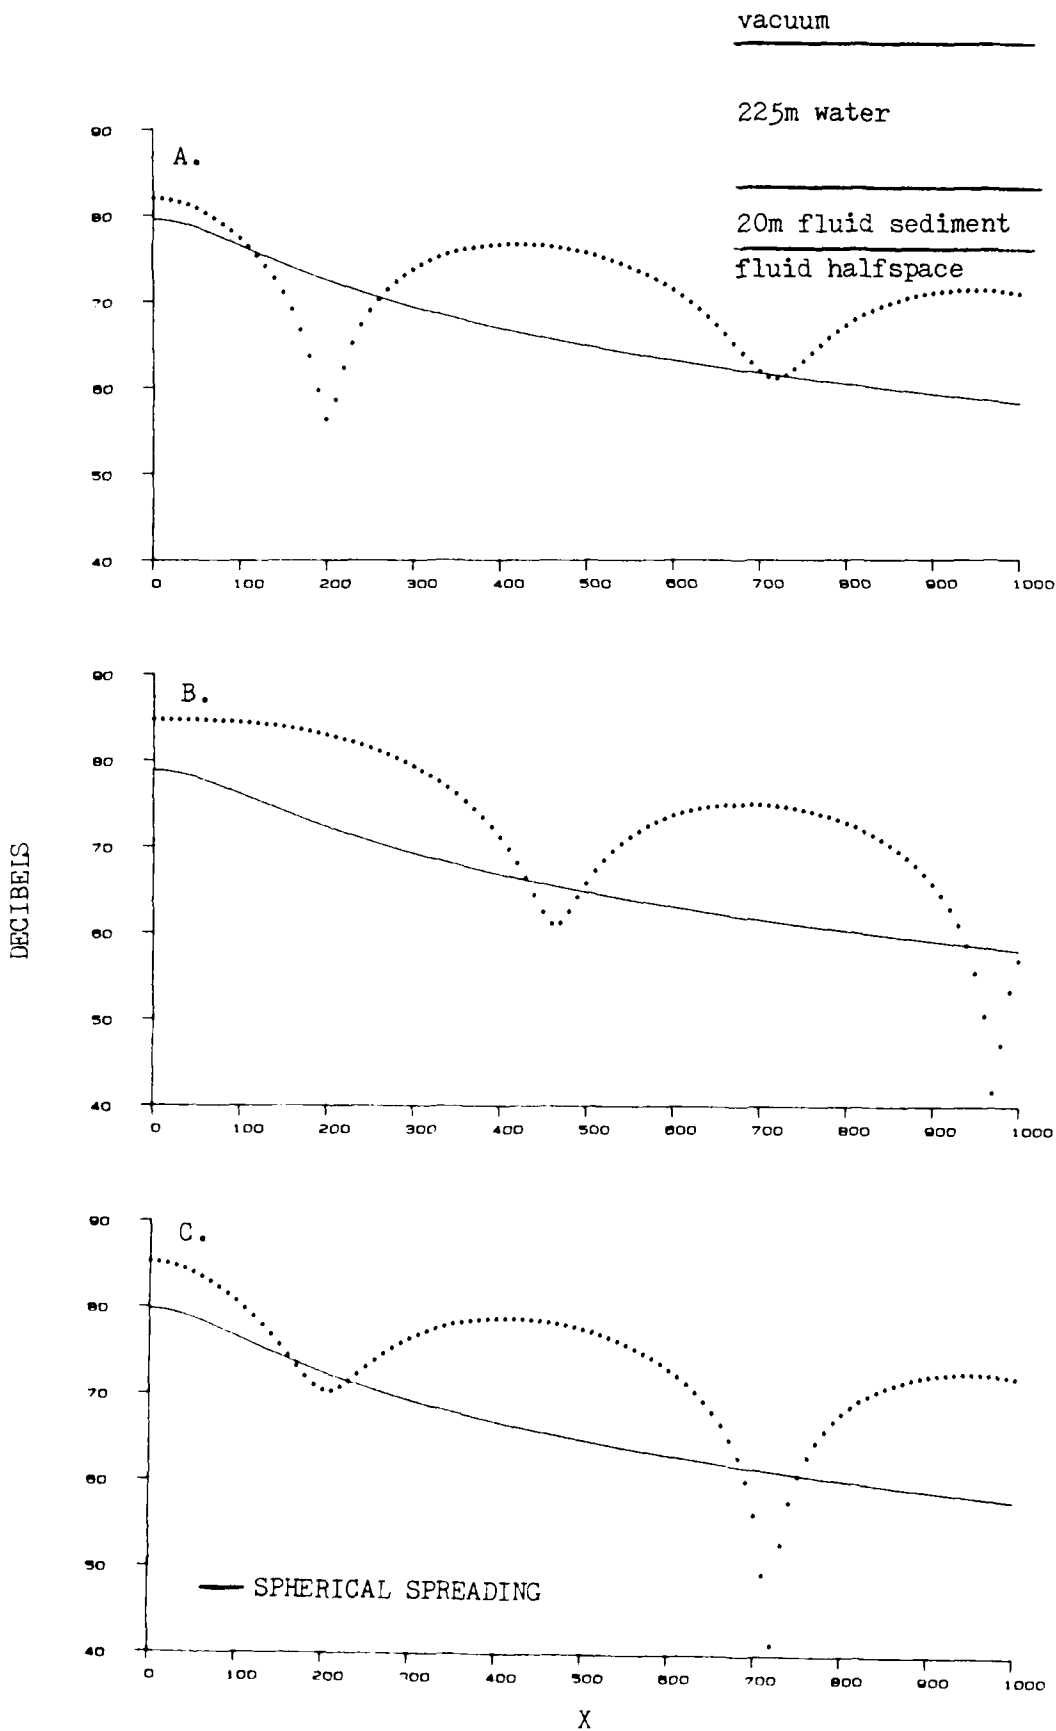 vacuum
225m water
20m fluid sediment
fluid halfspace
A.
90
80
70
60
50
40
0 100 200 300 400 500 600 700 800 900 1000
B.
90
80
70
60
50
40
0 100 200 300 400 500 600 700 800 900 1000
DECIBELS
C.
90
80
70
60
50
40
SPHERICAL SPREADING
0 100 200 300 400 500 600 700 800 900 1000
X